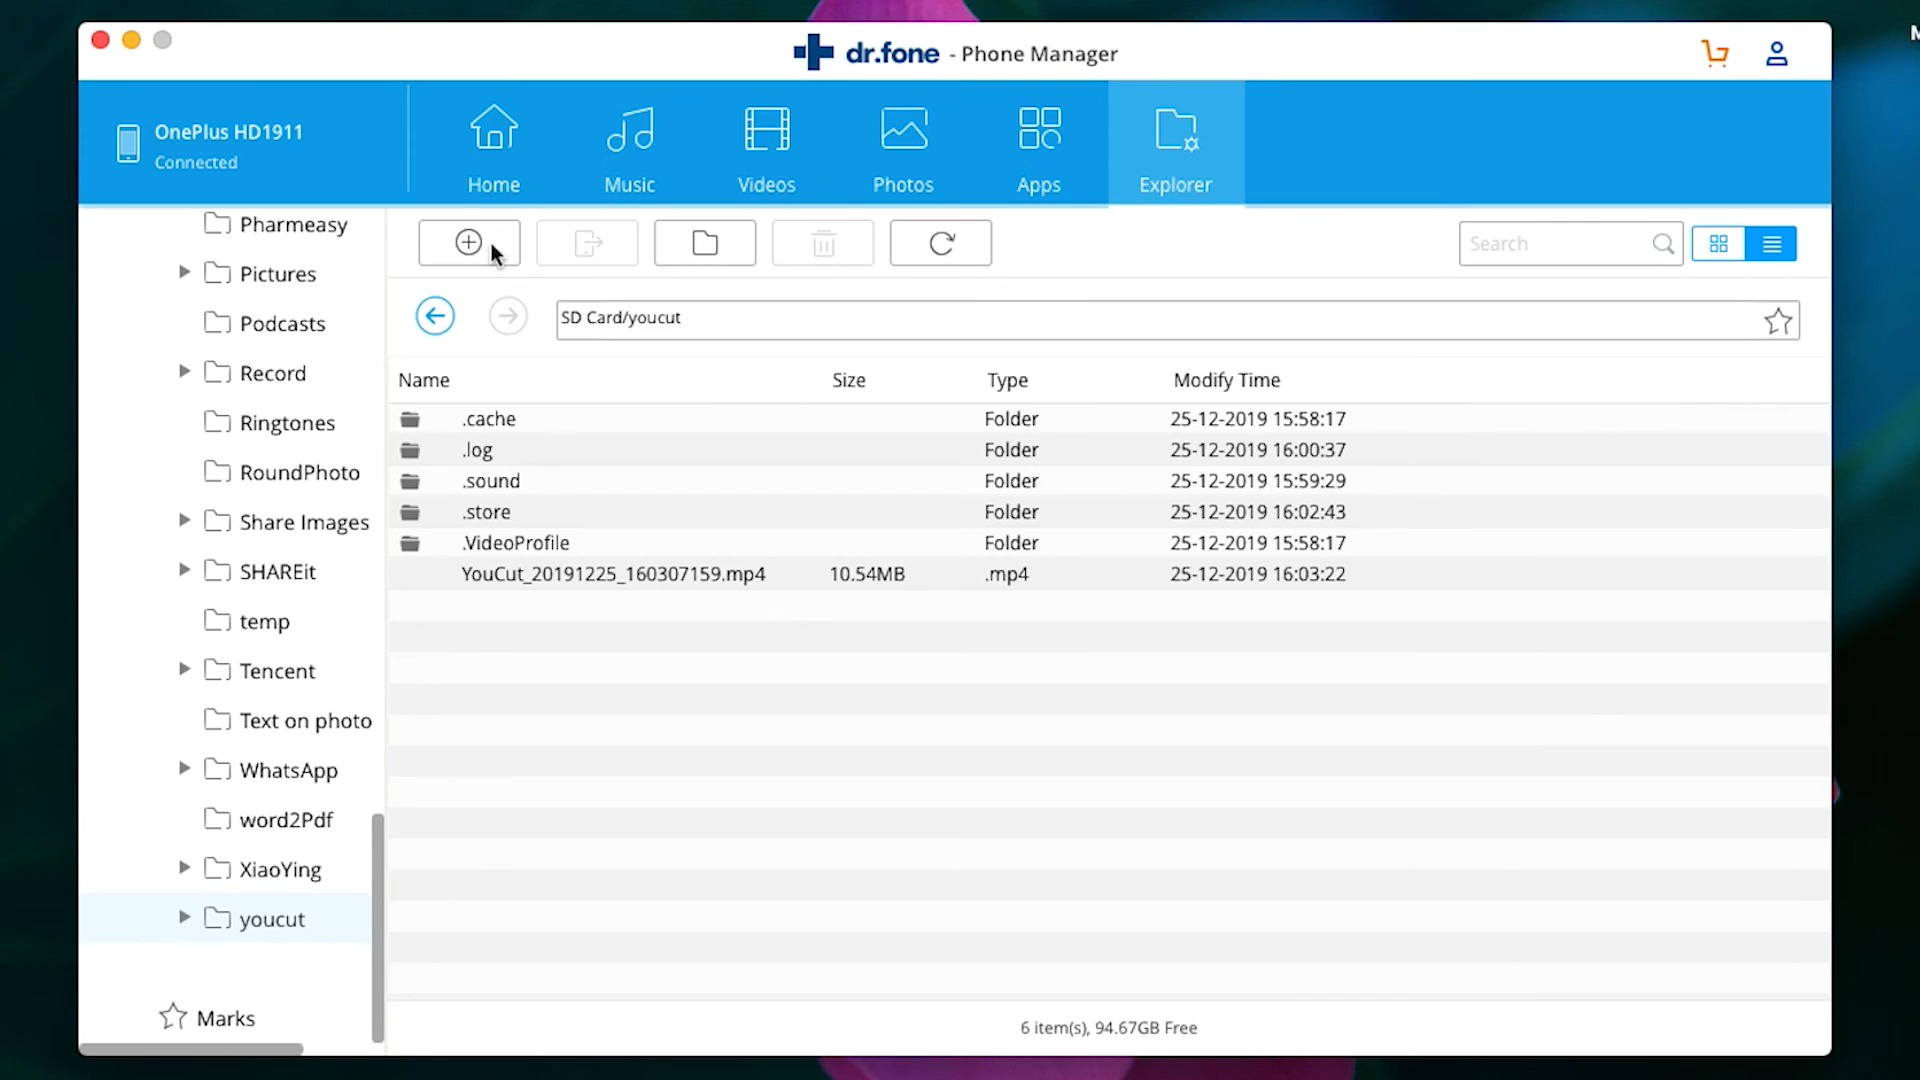 M
dr.fone - Phone Manager
OnePlus HD1911
Connected
Home
Music
Videos
Photos
Apps
Explorer
Pharmeasy
Pictures
Podcasts
Record
Ringtones
RoundPhoto
Share Images
SHAREit
temp
Tencent
Text on photo
WhatsApp
word2Pdf
XiaoYing
youcut
Marks
Search
SD Card/youcut
Name Size Type Modify Time
.cache Folder 25-12-2019 15:58:17
.log Folder 25-12-2019 16:00:37
.sound Folder 25-12-2019 15:59:29
.store Folder 25-12-2019 16:02:43
.VideoProfile Folder 25-12-2019 15:58:17
YouCut_20191225_160307159.mp4 10.54MB .mp4 25-12-2019 16:03:22
6 item(s), 94.67GB Free